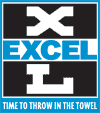 X
EXCEL
L
TIME TO THROW IN THE TOWEL